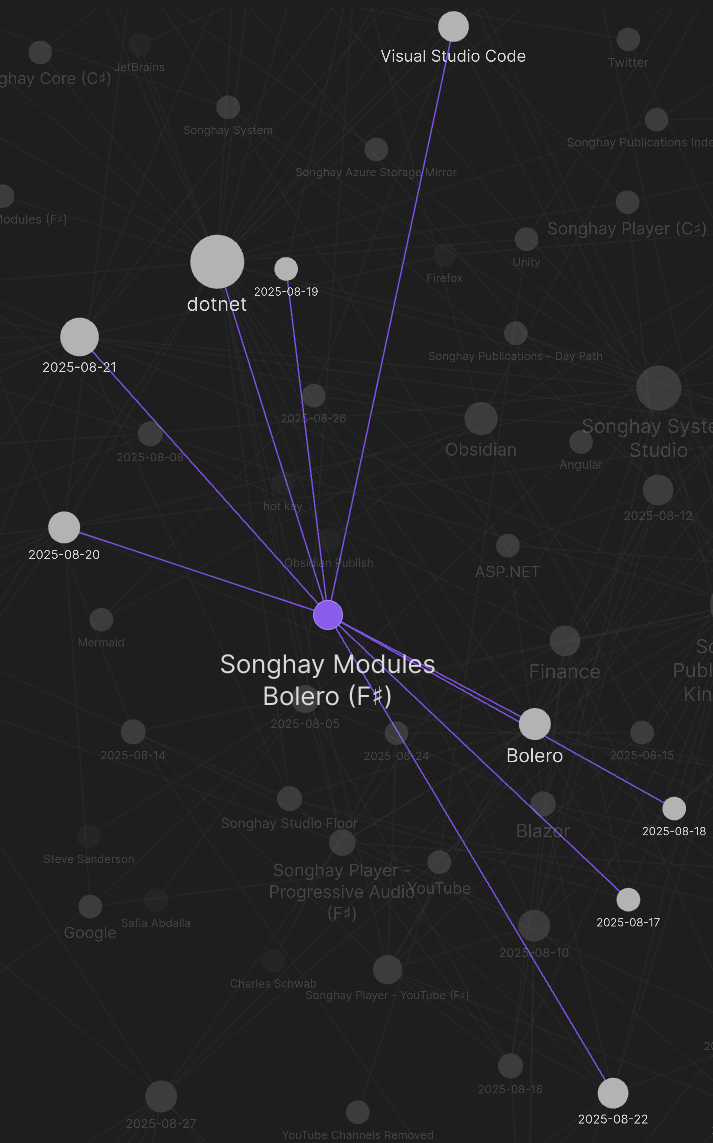 Visual Studio Code
Twitter
JetBrains
ghay Core (C♯)
Songhay System
Songhay Publications Inde
Songhay Azure Storage Mirror
Modules (F♯)
Songhay Player (C♯)
Unity
Firefox
dotnet
2025-08-19
Songhay Publications - Day Path
2025-08-21
2025-08-26
Songhay Syste
Studio
Obsidian
2025-08-08
Angular
hot key
2025-08-12
2025-08-20
Obsidian Publish
ASP.NET
Mermaid
Songhay Modules
Bolero (F♯)
Finance
So
Publ
Kin
2025-08-05
2025-08-14
2025-08-24
Bolero
2025-08-15
Songhay Studio Floor
Blazor
2025-08-18
Steve Sanderson
Songhay Player -
Progressive Audio
(F♯)
YouTube
Google
Safia Abdalla
2025-08-17
2025-08-10
Charles Schwab
Songhay Player - YouTube (F♯)
2025-08-16
2025-08-27
2025-08-22
YouTube Channels Removed